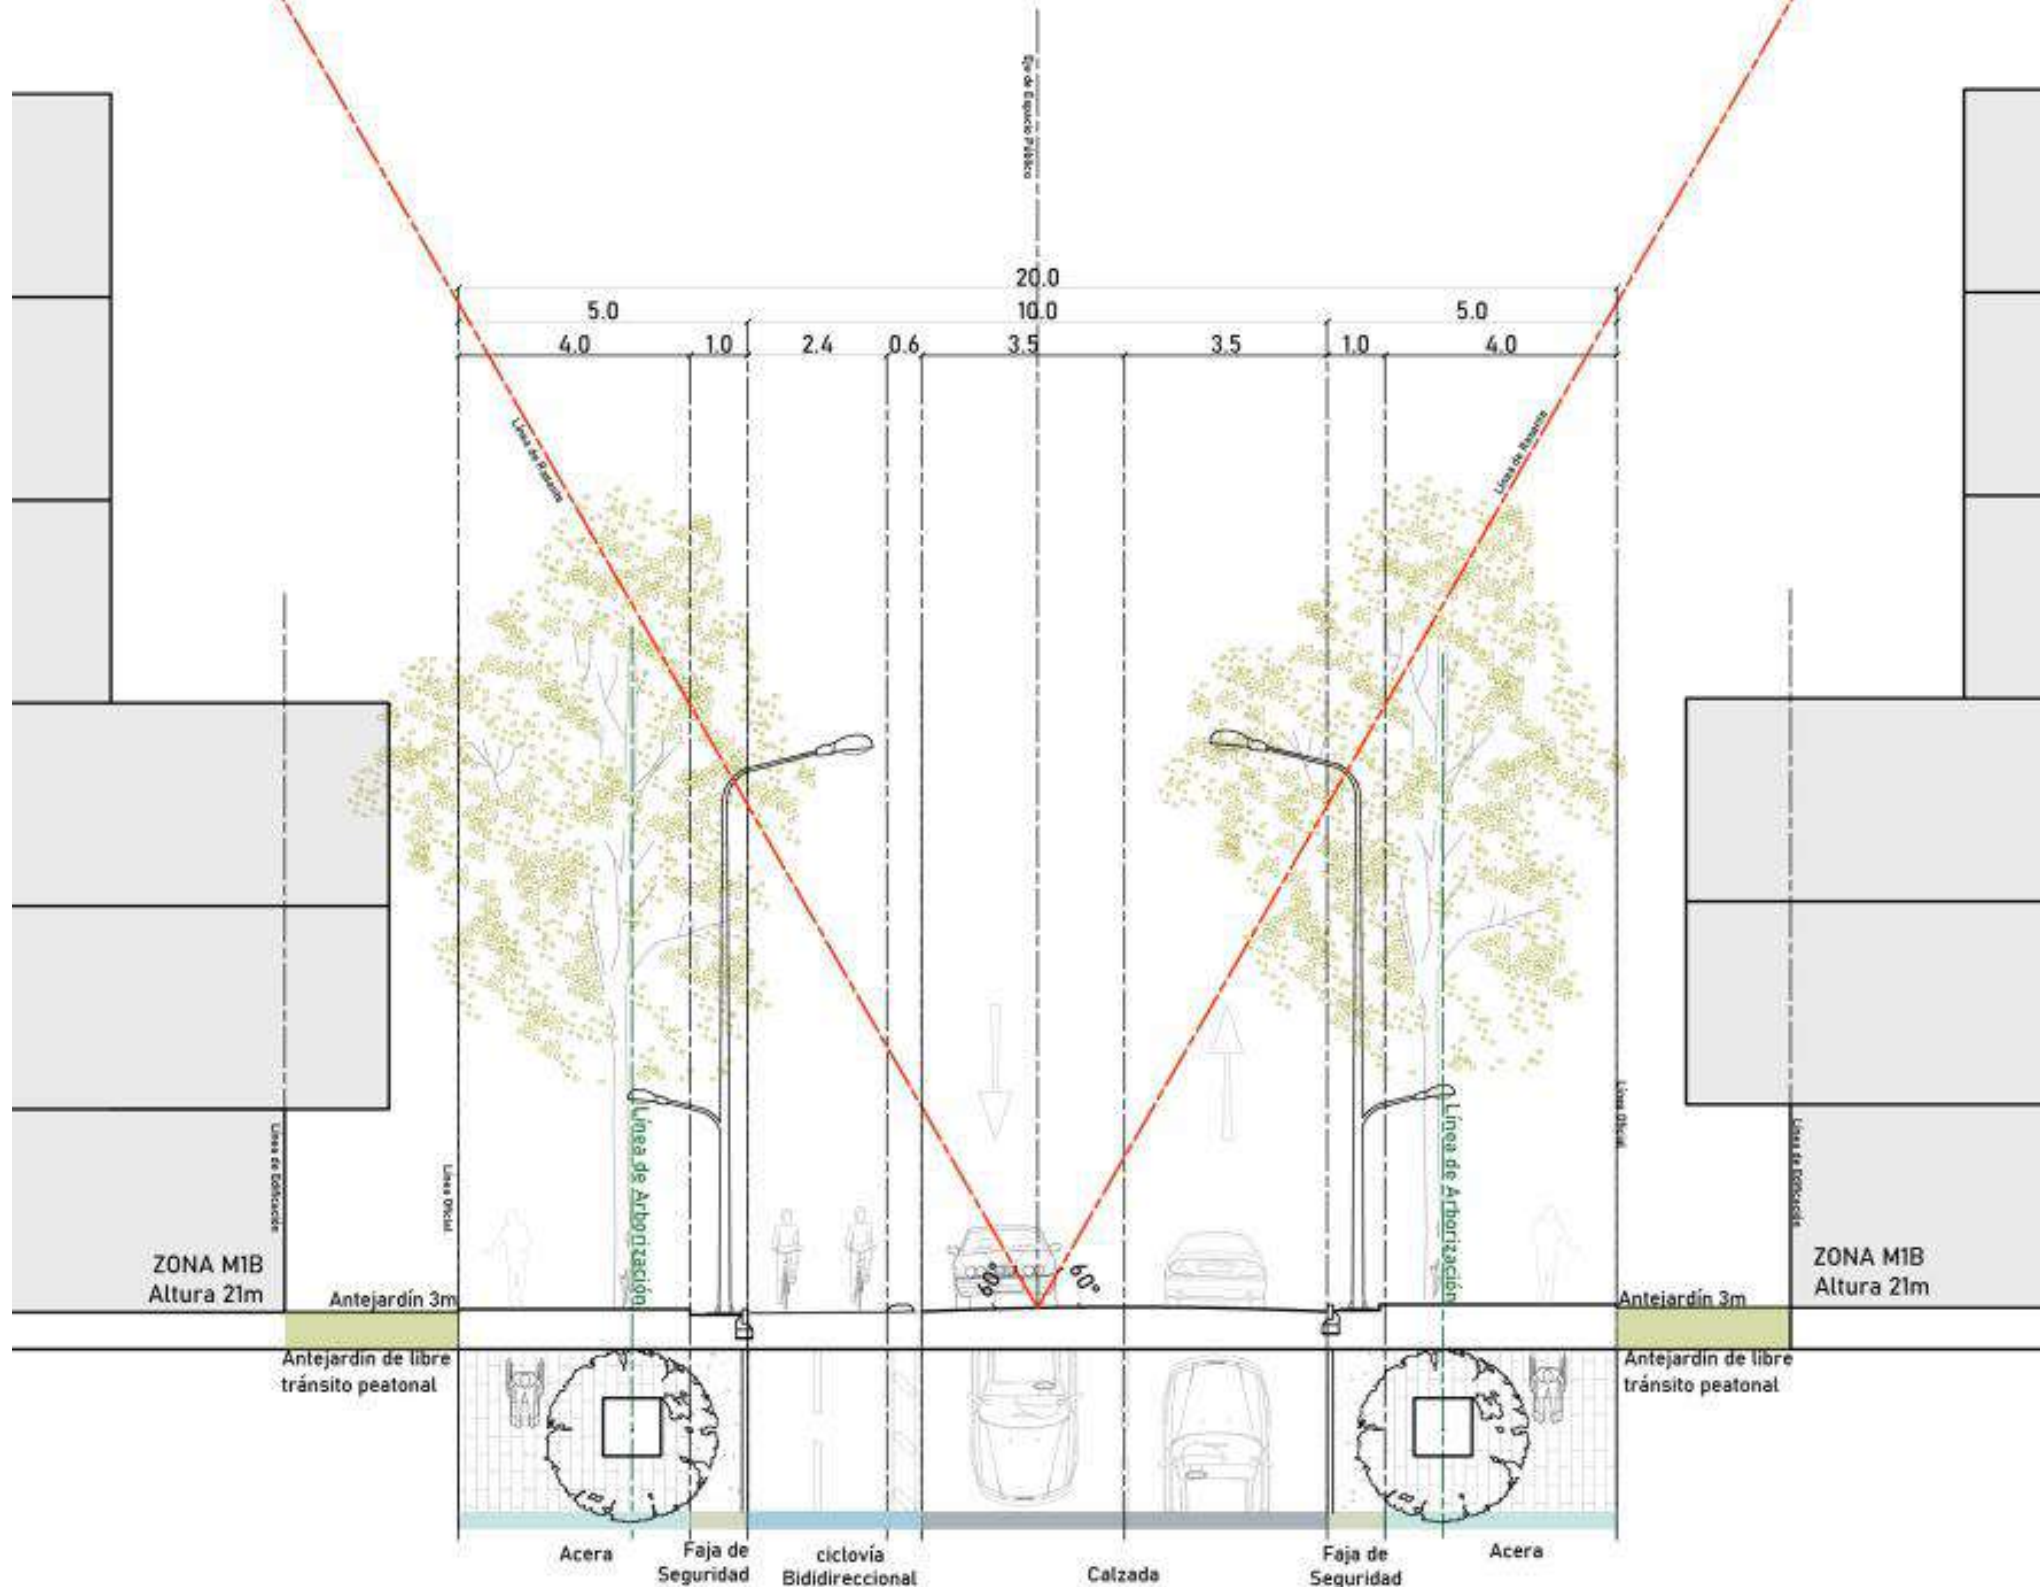 Eje de Espacio Público
20.0
5.0
10.0
5.0
4.0
1.0
2.4
0.6
3.5
3.5
1.0
4.0
Línea de Rasante
Línea de Rasante
Línea de Edificación
Línea Oficial
Línea de Arborización
Línea de Arborización
Línea Oficial
Línea de Edificación
60°
60°
ZONA M1B
Altura 21m
ZONA M1B
Altura 21m
Antejardín 3m
Antejardín 3m
Antejardín de libre
tránsito peatonal
Antejardín de libre
tránsito peatonal
Acera
Faja de
Seguridad
ciclovía
Bididireccional
Calzada
Faja de
Seguridad
Acera